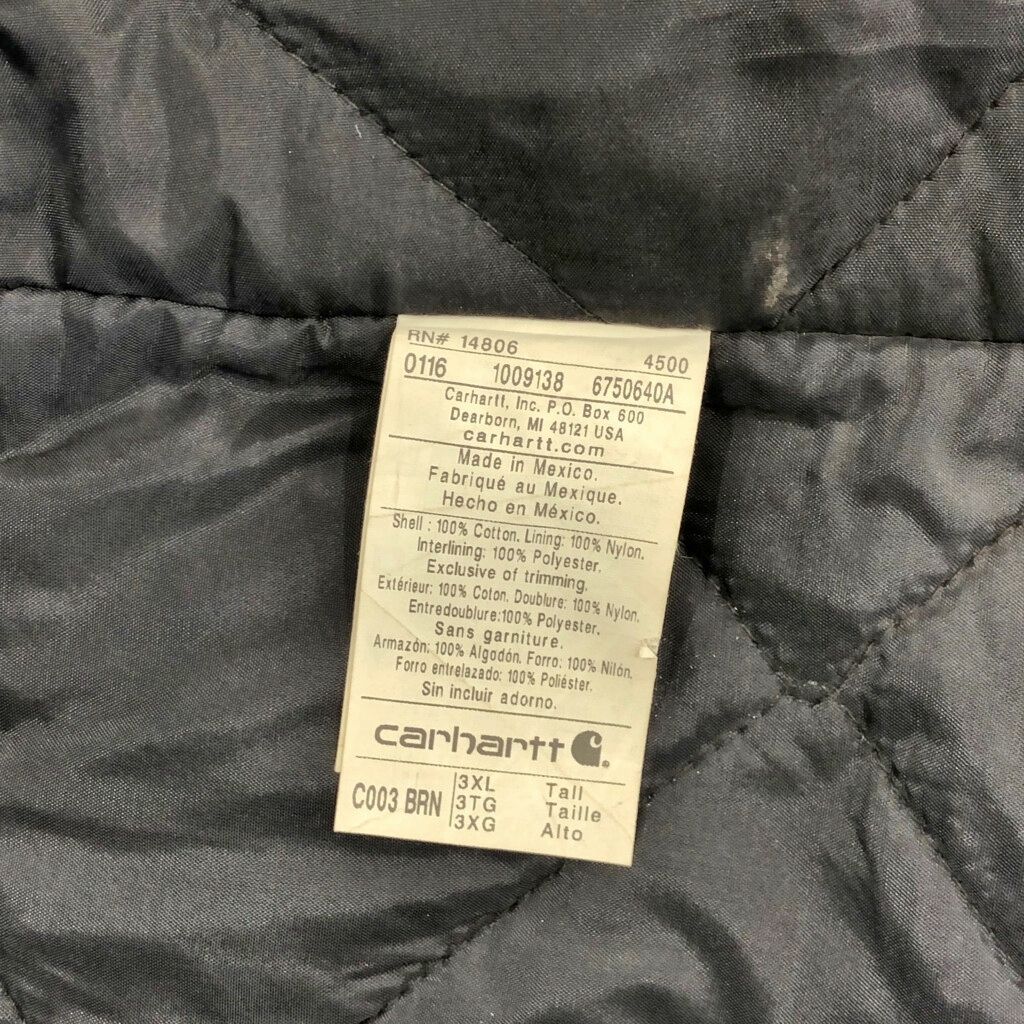 RN# 14806 4500
0116 1009138 6750640A
Carhartt, Inc. P.O. Box 600
Dearborn, MI 48121 USA
carhartt.com
Made in Mexico.
Fabriqué au Mexique.
Hecho en México.
Shell : 100% Cotton. Lining: 100% Nylon.
Interlining: 100% Polyester.
Exclusive of trimming.
Extérieur: 100% Coton. Doublure: 100% Nylon.
Entredoublure:100% Polyester.
Sans garniture.
Armazón: 100% Algodón. Forro: 100% Nilón.
Forro entrelazado: 100% Poliéster.
Sin incluir adorno.
carhartt
C003 BRN 3XL Tall
3TG Taille
3XG Alto